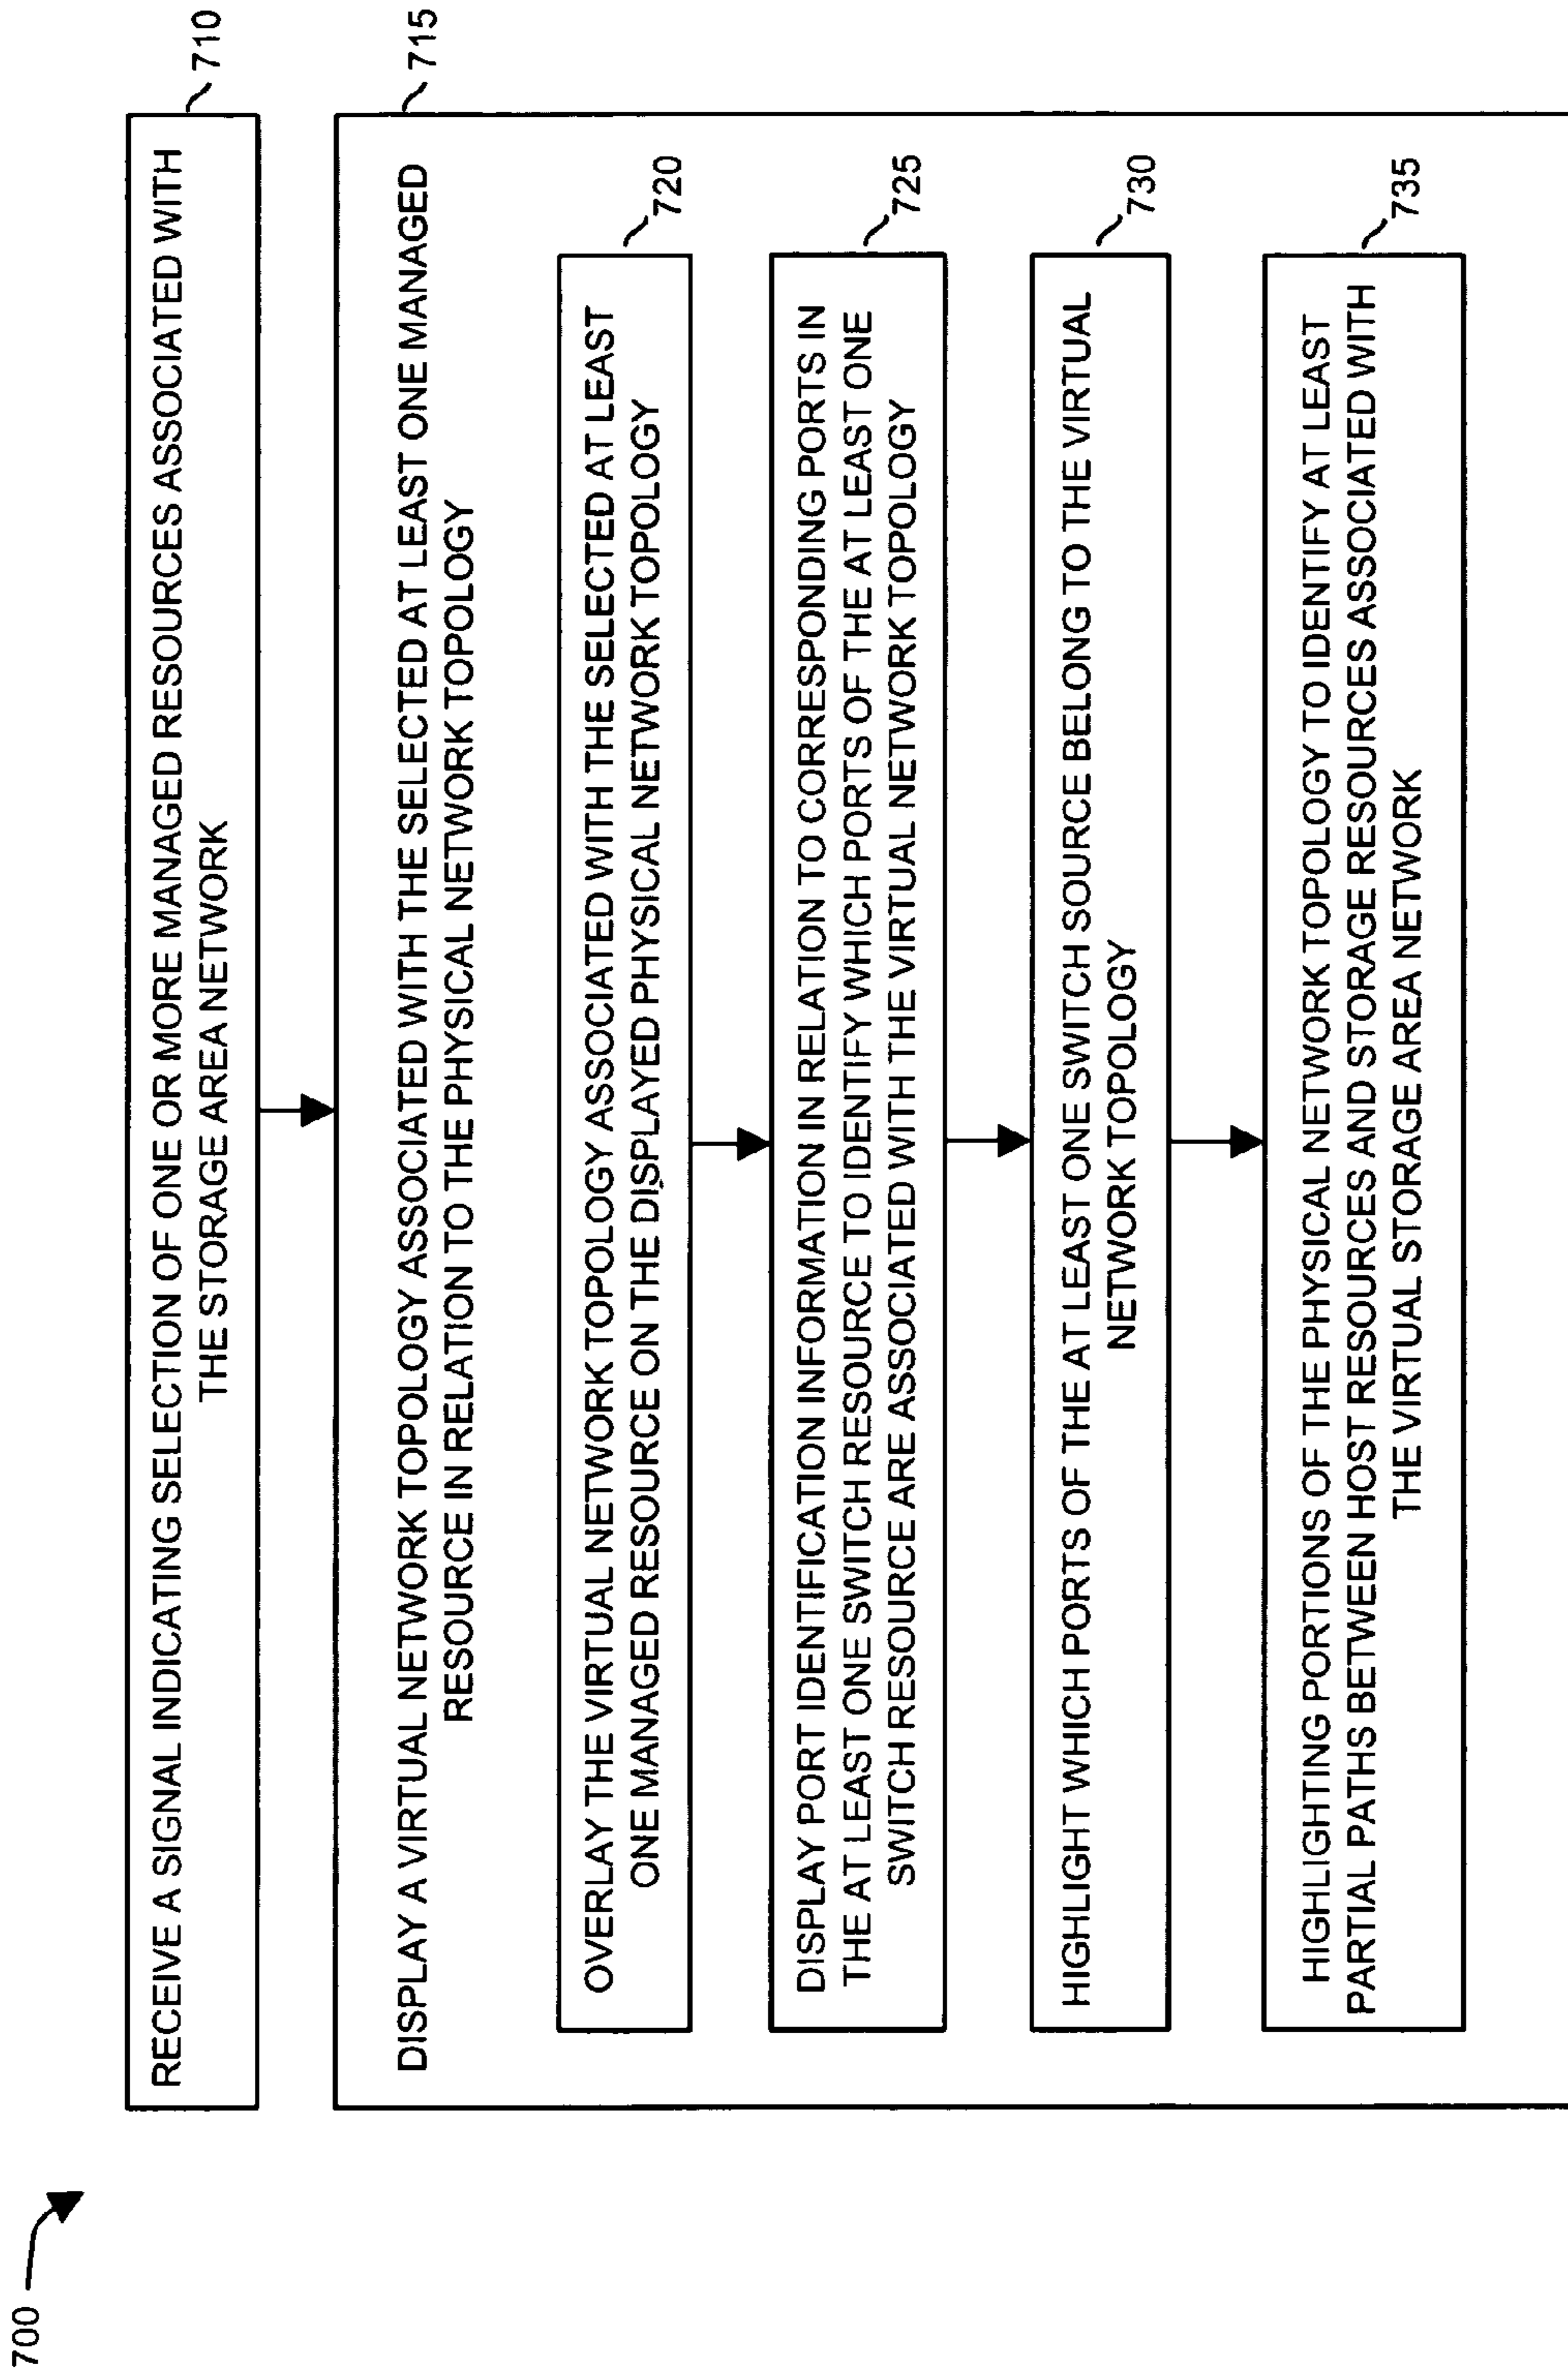 700
RECEIVE A SIGNAL INDICATING SELECTION OF ONE OR MORE MANAGED RESOURCES ASSOCIATED WITH
THE STORAGE AREA NETWORK
710
DISPLAY A VIRTUAL NETWORK TOPOLOGY ASSOCIATED WITH THE SELECTED AT LEAST ONE MANAGED
RESOURCE IN RELATION TO THE PHYSICAL NETWORK TOPOLOGY
715
OVERLAY THE VIRTUAL NETWORK TOPOLOGY ASSOCIATED WITH THE SELECTED AT LEAST
ONE MANAGED RESOURCE ON THE DISPLAYED PHYSICAL NETWORK TOPOLOGY
720
DISPLAY PORT IDENTIFICATION INFORMATION IN RELATION TO CORRESPONDING PORTS IN
THE AT LEAST ONE SWITCH RESOURCE TO IDENTIFY WHICH PORTS OF THE AT LEAST ONE
SWITCH RESOURCE ARE ASSOCIATED WITH THE VIRTUAL NETWORK TOPOLOGY
725
HIGHLIGHT WHICH PORTS OF THE AT LEAST ONE SWITCH SOURCE BELONG TO THE VIRTUAL
NETWORK TOPOLOGY
730
HIGHLIGHTING PORTIONS OF THE PHYSICAL NETWORK TOPOLOGY TO IDENTIFY AT LEAST
PARTIAL PATHS BETWEEN HOST RESOURCES AND STORAGE RESOURCES ASSOCIATED WITH
THE VIRTUAL STORAGE AREA NETWORK
735